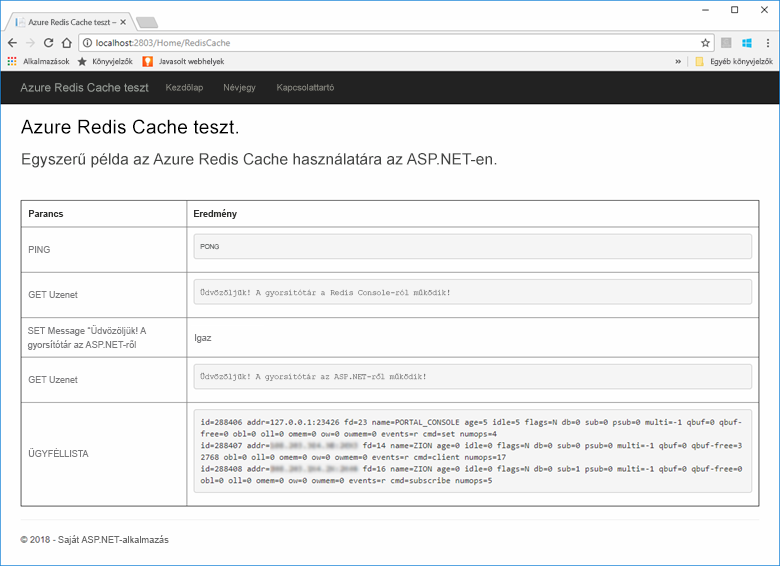 Azure Redis Cache teszt –
localhost:2803/Home/RedisCache
Alkalmazások Könyvjelzők Javasolt webhelyek » Egyéb könyvjelzők
Azure Redis Cache teszt Kezdőlap Névjegy Kapcsolattartó
Azure Redis Cache teszt.
Egyszerű példa az Azure Redis Cache használatára az ASP.NET-en.
Parancs Eredmény
PING PONG
GET Uzenet Üdvözöljük! A gyorsítótár a Redis Console-ról működik!
SET Message "Üdvözöljük! A
gyorsítótár az ASP.NET-ről
Igaz
GET Uzenet Üdvözöljük! A gyorsítótár az ASP.NET-ről működik!
ÜGYFÉLLISTA
id=288406 addr=127.0.0.1:23426 fd=23 name=PORTAL_CONSOLE age=5 idle=5 flags=N db=0 sub=0 psub=0 multi=-1 qbuf=0 qbuf-
free=0 obl=0 oll=0 omem=0 ow=0 owmem=0 events=r cmd=set numops=4
id=288407 addr= fd=14 name=ZION age=0 idle=0 flags=N db=0 sub=0 psub=0 multi=-1 qbuf=0 qbuf-free=3
2768 obl=0 oll=0 omem=0 ow=0 owmem=0 events=r cmd=client numops=17
id=288408 addr= fd=16 name=ZION age=0 idle=0 flags=N db=0 sub=1 psub=0 multi=-1 qbuf=0 qbuf-free=0
obl=0 oll=0 omem=0 ow=0 owmem=0 events=r cmd=subscribe numops=5
© 2018 - Saját ASP.NET-alkalmazás